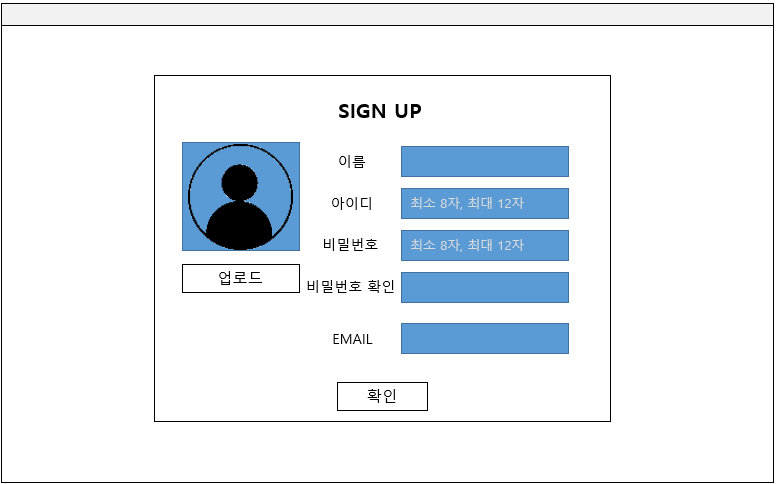 SIGN UP
이름
아이디 최소 8자, 최대 12자
비밀번호 최소 8자, 최대 12자
업로드
비밀번호 확인
EMAIL
확인